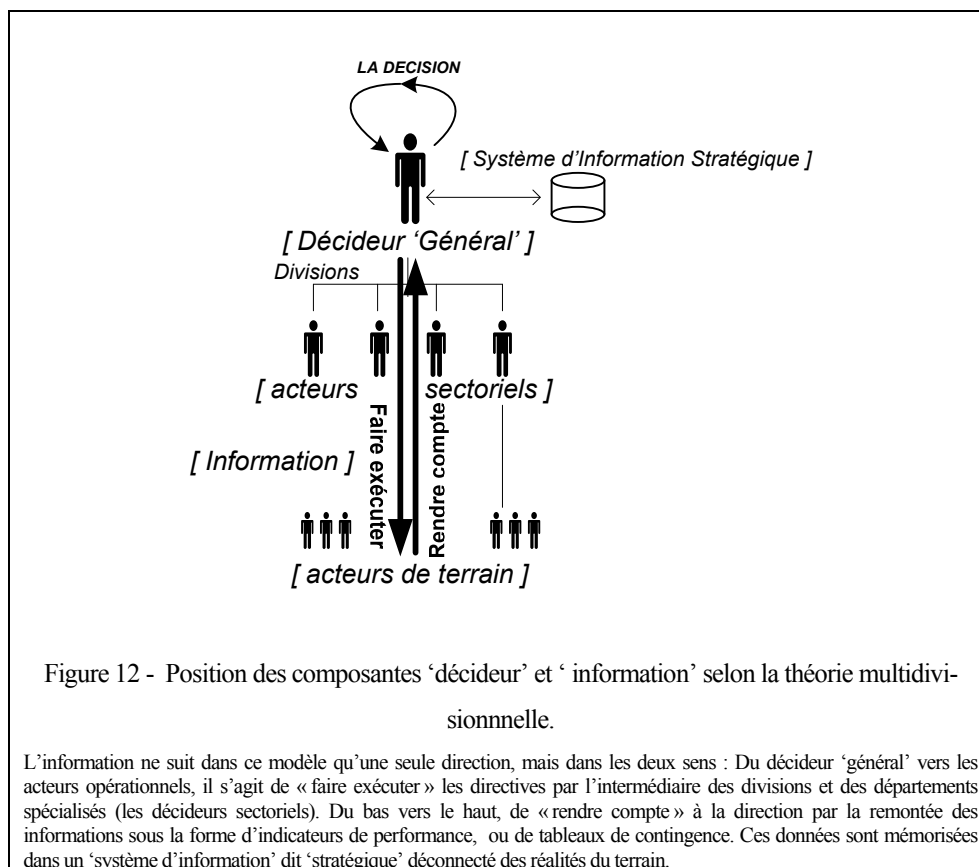 LA DECISION
[ Système d'Information Stratégique ]
[ Décideur ‘Général’ ]
Divisions
[ acteurs sectoriels ]
Faire exécuter
Rendre compte
[ Information ]
[ acteurs de terrain ]
Figure 12 - Position des composantes ‘décideur’ et ‘ information’ selon la théorie multidivi-
sionnnelle.
L’information ne suit dans ce modèle qu’une seule direction, mais dans les deux sens : Du décideur ‘général’ vers les
acteurs opérationnels, il s’agit de « faire exécuter » les directives par l’intermédiaire des divisions et des départements
spécialisés (les décideurs sectoriels). Du bas vers le haut, de « rendre compte » à la direction par la remontée des
informations sous la forme d’indicateurs de performance, ou de tableaux de contingence. Ces données sont mémorisées
dans un ‘système d’information’ dit ‘stratégique’ déconnecté des réalités du terrain.